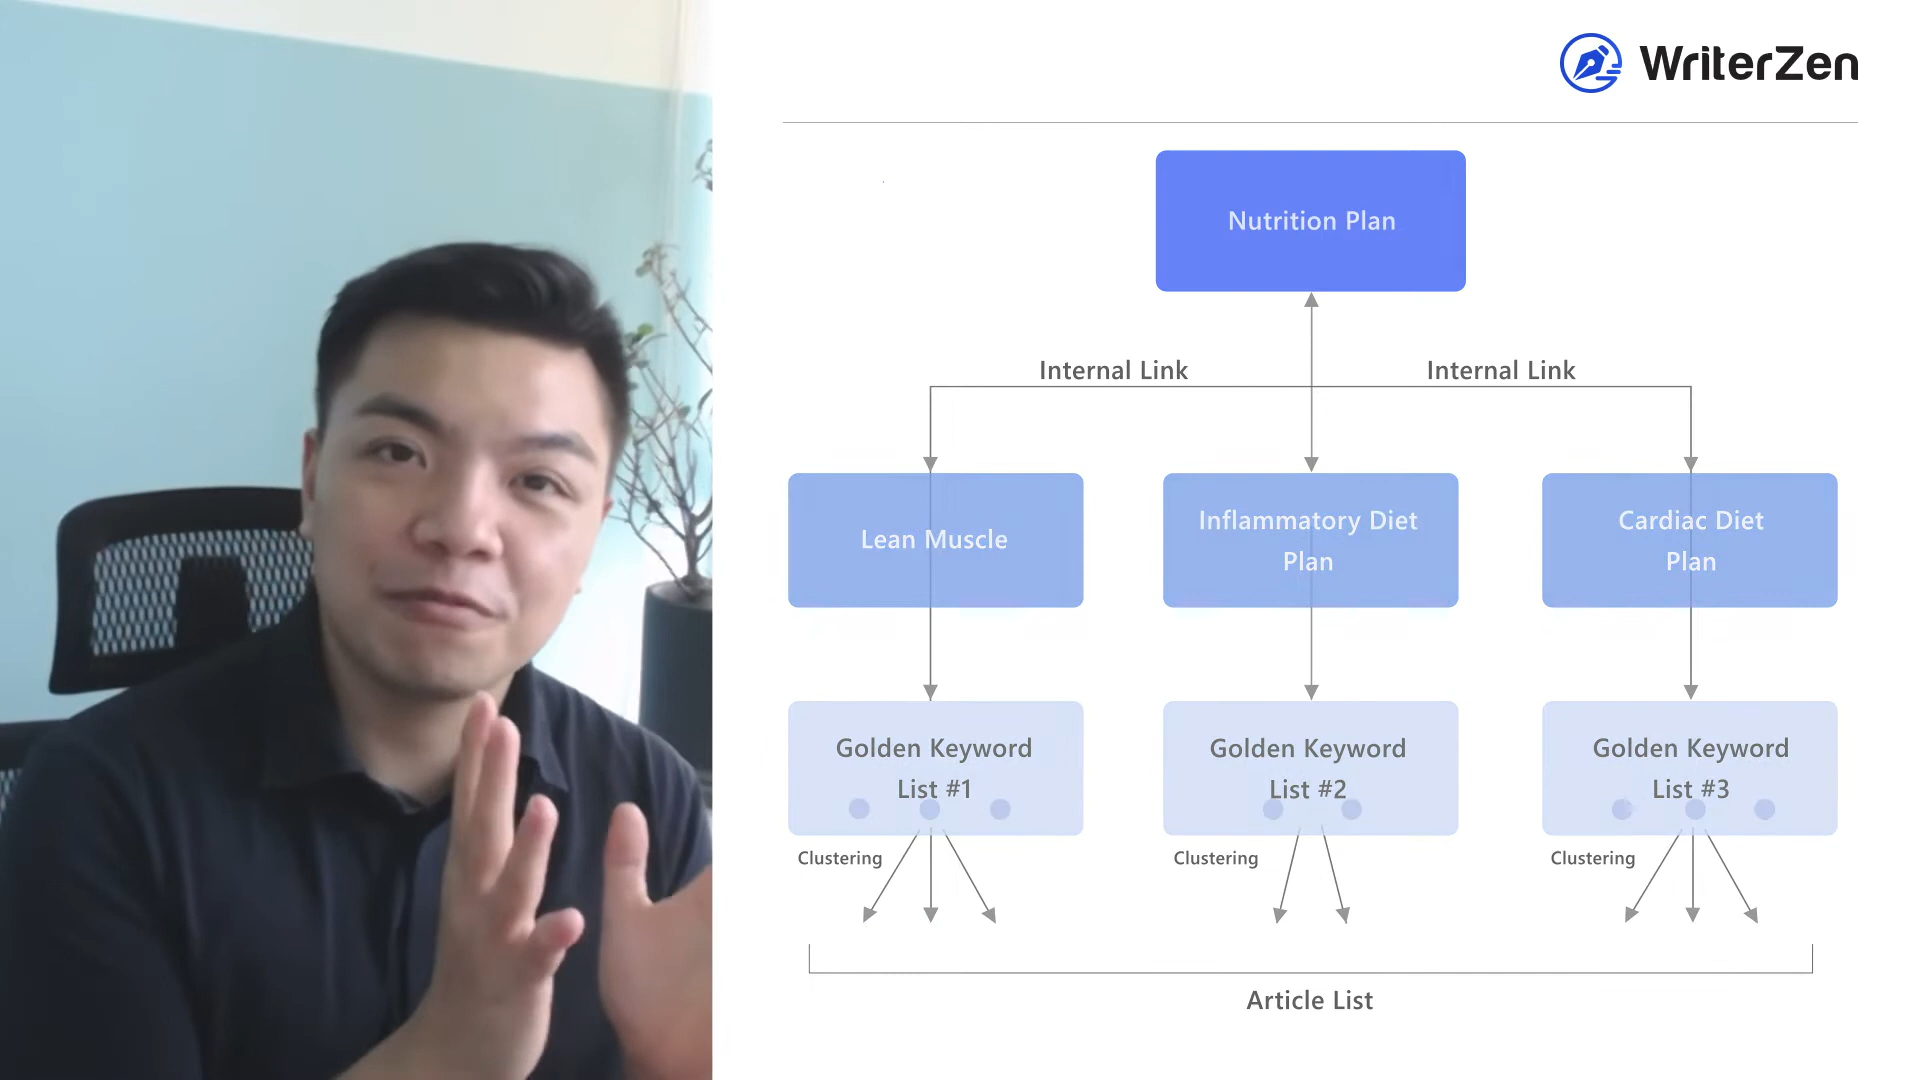 WriterZen
Nutrition Plan
Internal Link
Internal Link
Lean Muscle
Inflammatory Diet
Plan
Cardiac Diet
Plan
Golden Keyword
List #1
Golden Keyword
List #2
Golden Keyword
List #3
Clustering
Clustering
Clustering
Article List